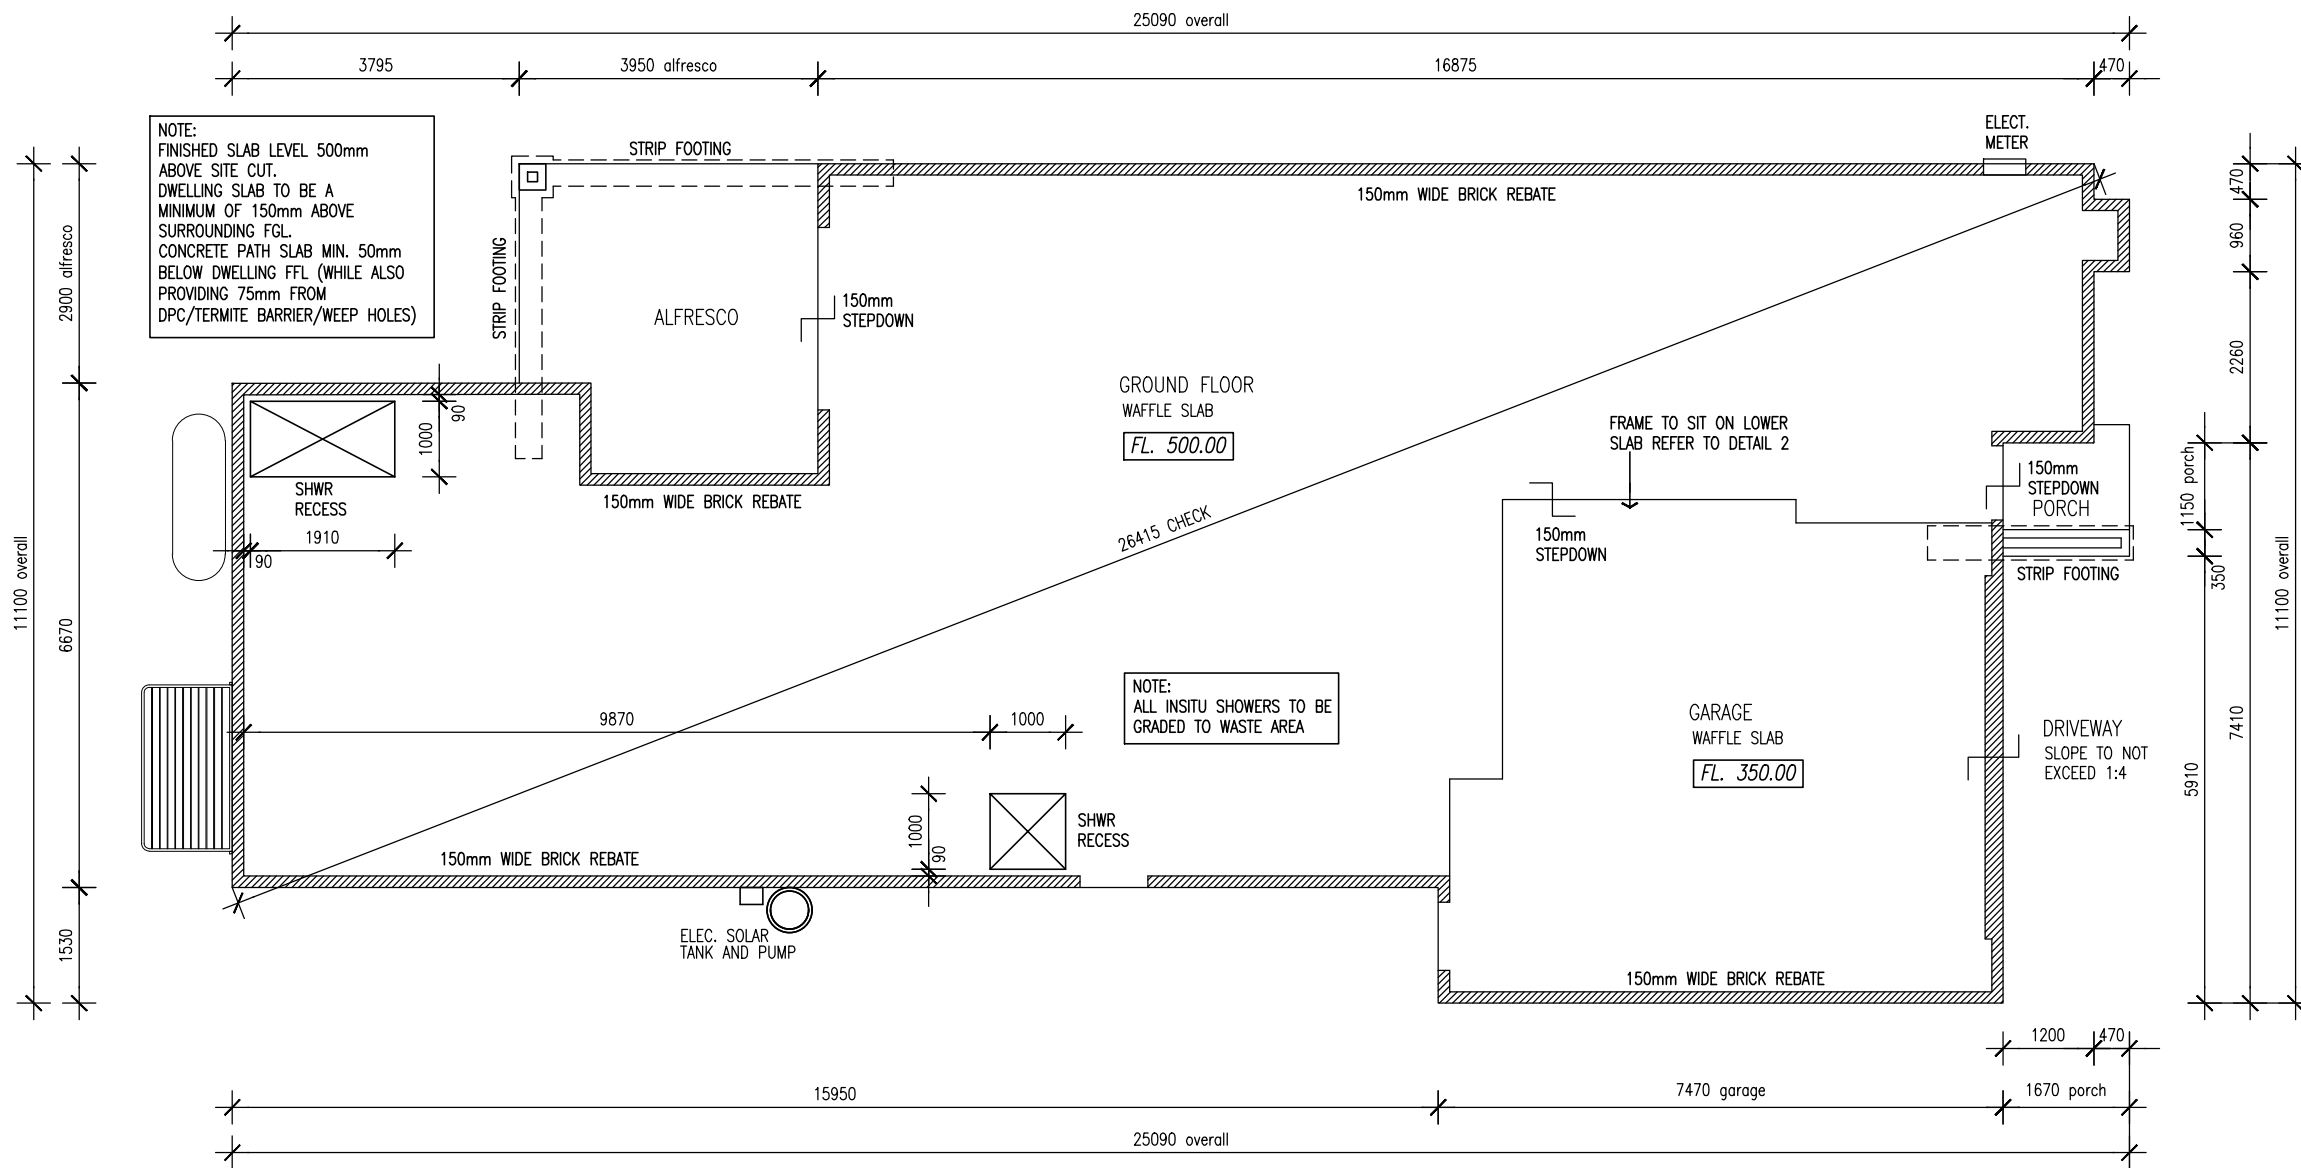 25090 overall
3795
3950 alfresco
16875
470
NOTE:
FINISHED SLAB LEVEL 500mm
ABOVE SITE CUT.
DWELLING SLAB TO BE A
MINIMUM OF 150mm ABOVE
SURROUNDING FGL.
CONCRETE PATH SLAB MIN. 50mm
BELOW DWELLING FFL (WHILE ALSO
PROVIDING 75mm FROM
DPC/TERMITE BARRIER/WEEP HOLES)
STRIP FOOTING
ELECT.
METER
150mm WIDE BRICK REBATE
470
960
2260
11100 overall
2900 alfresco
6670
1530
STRIP FOOTING
ALFRESCO
150mm
STEPDOWN
GROUND FLOOR
WAFFLE SLAB
FL. 500.00
FRAME TO SIT ON LOWER
SLAB REFER TO DETAIL 2
90
1000
SHWR
RECESS
1910
90
150mm WIDE BRICK REBATE
26415 CHECK
150mm
STEPDOWN
150mm
STEPDOWN
PORCH
STRIP FOOTING
1150 porch
350
5910
7410
11100 overall
9870
1000
NOTE:
ALL INSITU SHOWERS TO BE
GRADED TO WASTE AREA
GARAGE
WAFFLE SLAB
FL. 350.00
DRIVEWAY
SLOPE TO NOT
EXCEED 1:4
1000
90
SHWR
RECESS
150mm WIDE BRICK REBATE
ELEC. SOLAR
TANK AND PUMP
150mm WIDE BRICK REBATE
1200
470
15950
7470 garage
1670 porch
25090 overall